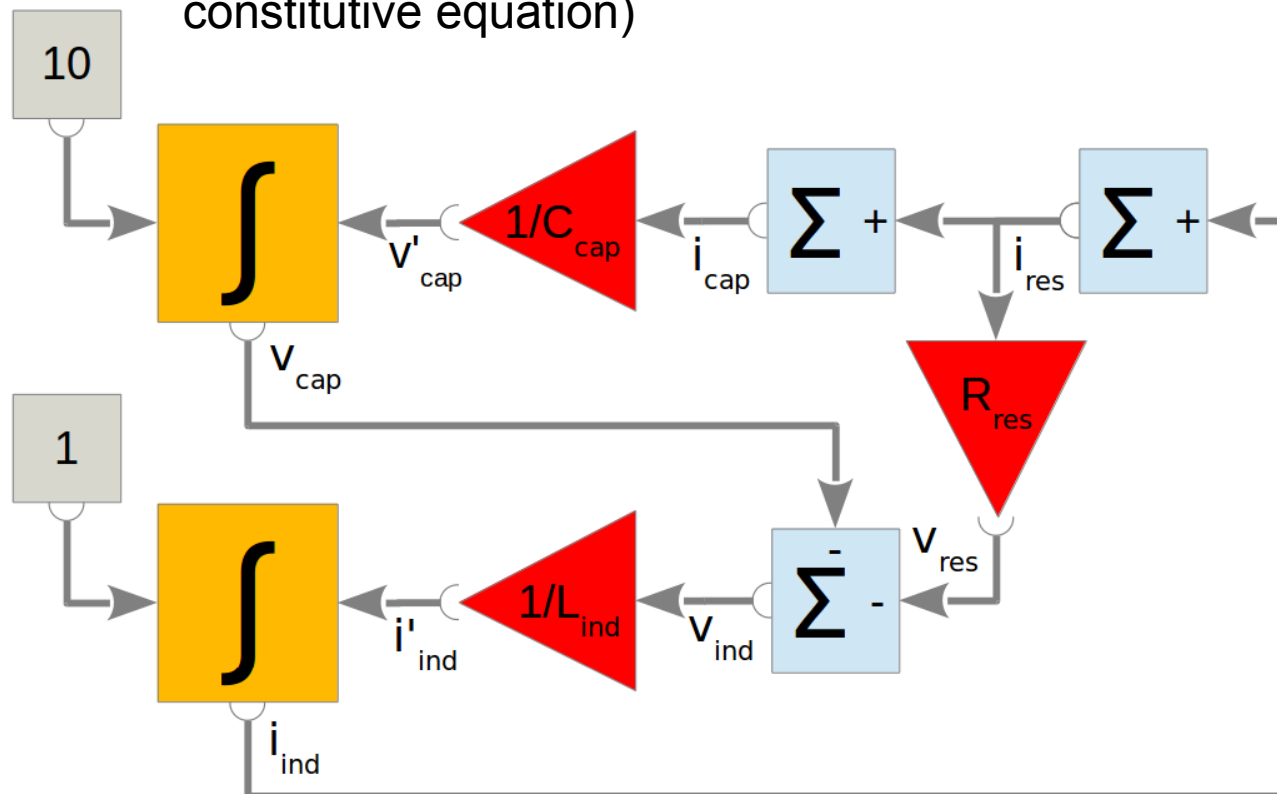 constitutive equation)
10
∫
v'cap
1/Ccap
icap
Σ +
ires
Σ +
vcap
Rres
1
∫
i'ind
1/Lind
vind
-
Σ -
vres
iind